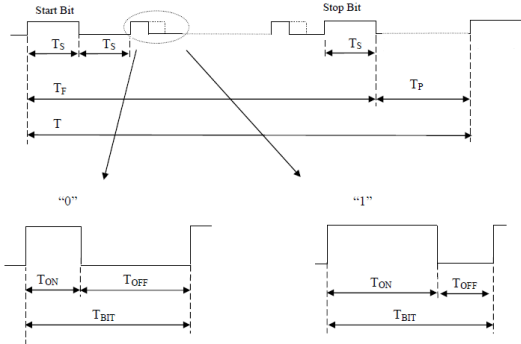 Start Bit Stop Bit
TS TS TS
TF TP
T
“0” “1”
TON TOFF TON TOFF
TBIT TBIT